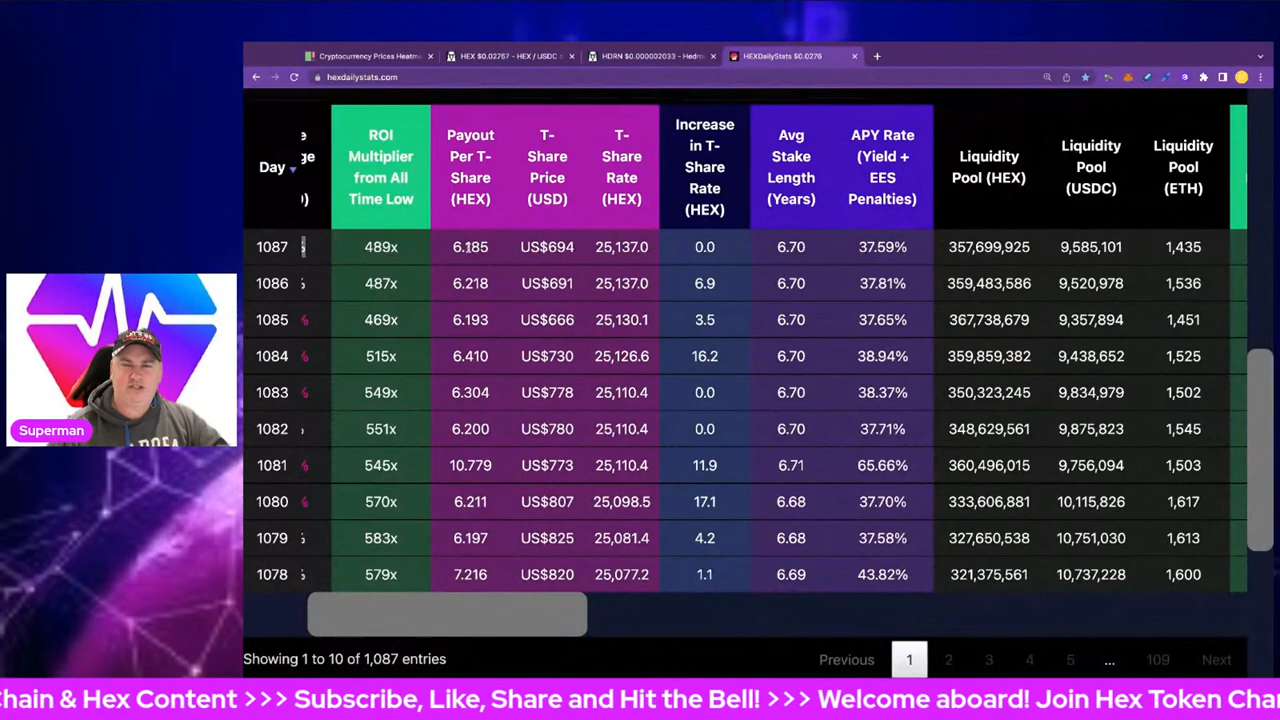 Cryptocurrency Prices Heatm
HEX $0.02767 - HEX / USDC
HDRN $0.000002033 - Hedr
HEXDailyStats $0.0276
hexdailystats.com
Day
ROI Multiplier from All Time Low
Payout Per T-Share (HEX)
T-Share Price (USD)
T-Share Rate (HEX)
Increase in T-Share Rate (HEX)
Avg Stake Length (Years)
APY Rate (Yield + EES Penalties)
Liquidity Pool (HEX)
Liquidity Pool (USDC)
Liquidity Pool (ETH)
1087 489x 6.185 US$694 25,137.0 0.0 6.70 37.59% 357,699,925 9,585,101 1,435
1086 % 487x 6.218 US$691 25,137.0 6.9 6.70 37.81% 359,483,586 9,520,978 1,536
1085 % 469x 6.193 US$666 25,130.1 3.5 6.70 37.65% 367,738,679 9,357,894 1,451
1084 % 515x 6.410 US$730 25,126.6 16.2 6.70 38.94% 359,859,382 9,438,652 1,525
1083 % 549x 6.304 US$778 25,110.4 0.0 6.70 38.37% 350,323,245 9,834,979 1,502
1082 551x 6.200 US$780 25,110.4 0.0 6.70 37.71% 348,629,561 9,875,823 1,545
1081 % 545x 10.779 US$773 25,110.4 11.9 6.71 65.66% 360,496,015 9,756,094 1,503
1080 % 570x 6.211 US$807 25,098.5 17.1 6.68 37.70% 333,606,881 10,115,826 1,617
1079 % 583x 6.197 US$825 25,081.4 4.2 6.68 37.58% 327,650,538 10,751,030 1,613
1078 % 579x 7.216 US$820 25,077.2 1.1 6.69 43.82% 321,375,561 10,737,228 1,600
Superman
Showing 1 to 10 of 1,087 entries
Previous 1 2 3 4 5 ... 109 Next
Chain & Hex Content >>> Subscribe, Like, Share and Hit the Bell! >>> Welcome aboard! Join Hex Token Cha